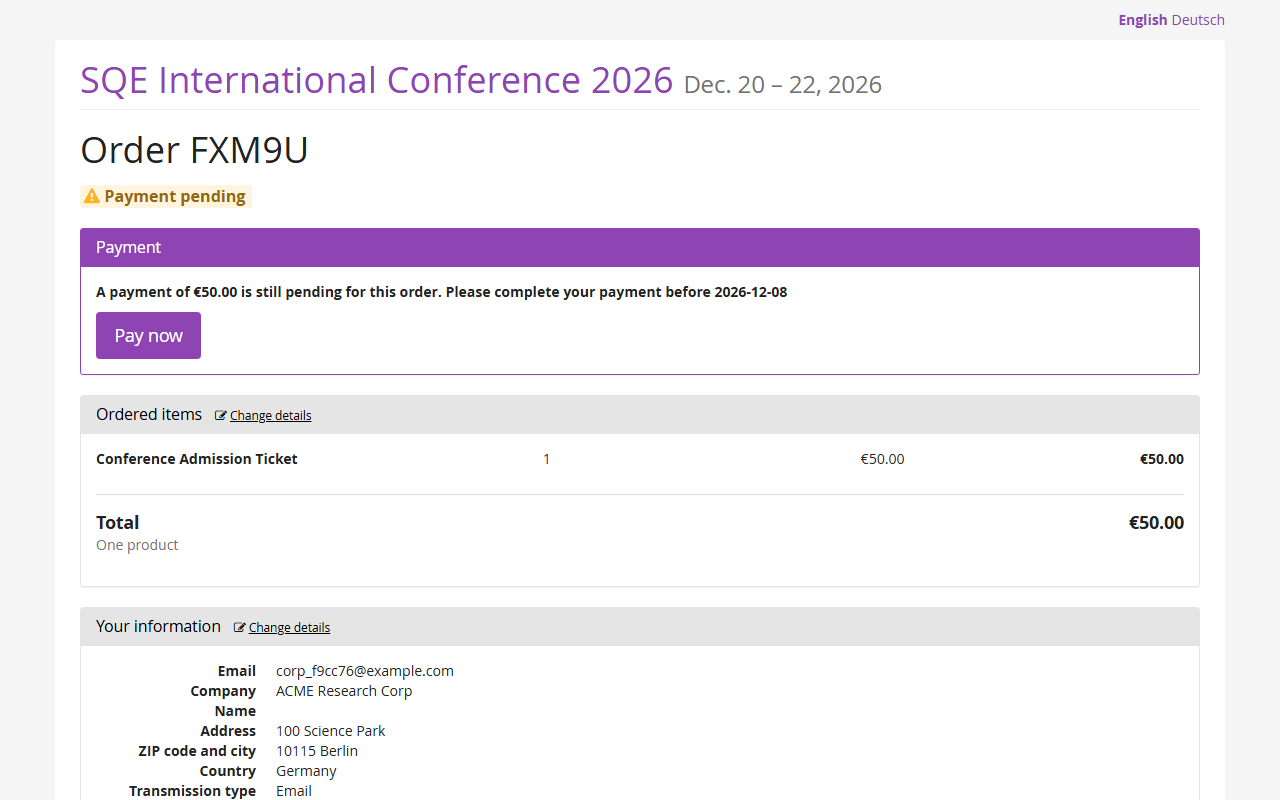 English Deutsch
SQE International Conference 2026 Dec. 20 – 22, 2026
Order FXM9U
Payment pending
Payment
A payment of €50.00 is still pending for this order. Please complete your payment before 2026-12-08
Pay now
Ordered items Change details
Conference Admission Ticket 1 €50.00 €50.00
Total €50.00
One product
Your information Change details
Email corp_f9cc76@example.com
Company ACME Research Corp
Name
Address 100 Science Park
ZIP code and city 10115 Berlin
Country Germany
Transmission type Email